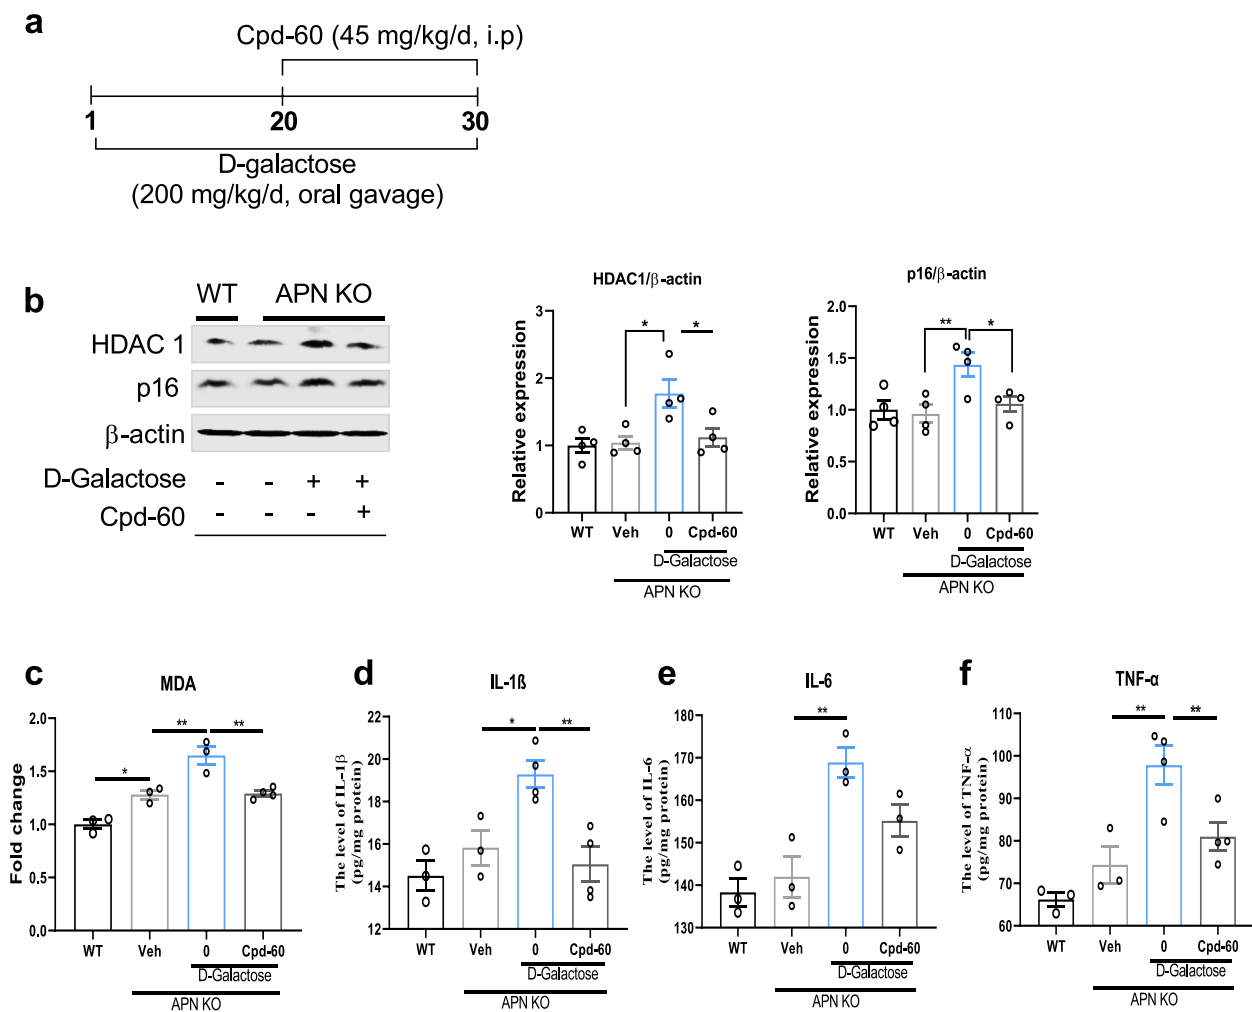 a
Cpd-60 (45 mg/kg/d, i.p)
1 20 30
D-galactose
(200 mg/kg/d, oral gavage)
b
WT APN KO
HDAC 1
p16
β-actin
D-Galactose - - + +
Cpd-60 - - - +
HDAC1/β-actin
Relative expression
3
2
1
0
* *
WT Veh 0 Cpd-60
D-Galactose
APN KO
p16/β-actin
Relative expression
2.0
1.5
1.0
0.5
0.0
** *
WT Veh 0 Cpd-60
D-Galactose
APN KO
c
MDA
Fold change
2.0
1.5
1.0
0.5
0.0
* ** **
WT Veh 0 Cpd-60
D-Galactose
APN KO
d
IL-1ß
The level of IL-1β
(pg/mg protein)
22
20
18
16
14
12
* **
WT Veh 0 Cpd-60
D-Galactose
APN KO
e
IL-6
The level of IL-6
(pg/mg protein)
180
170
160
150
140
130
**
WT Veh 0 Cpd-60
D-Galactose
APN KO
f
TNF-α
The level of TNF-α
(pg/mg protein)
110
100
90
80
70
60
** **
WT Veh 0 Cpd-60
D-Galactose
APN KO